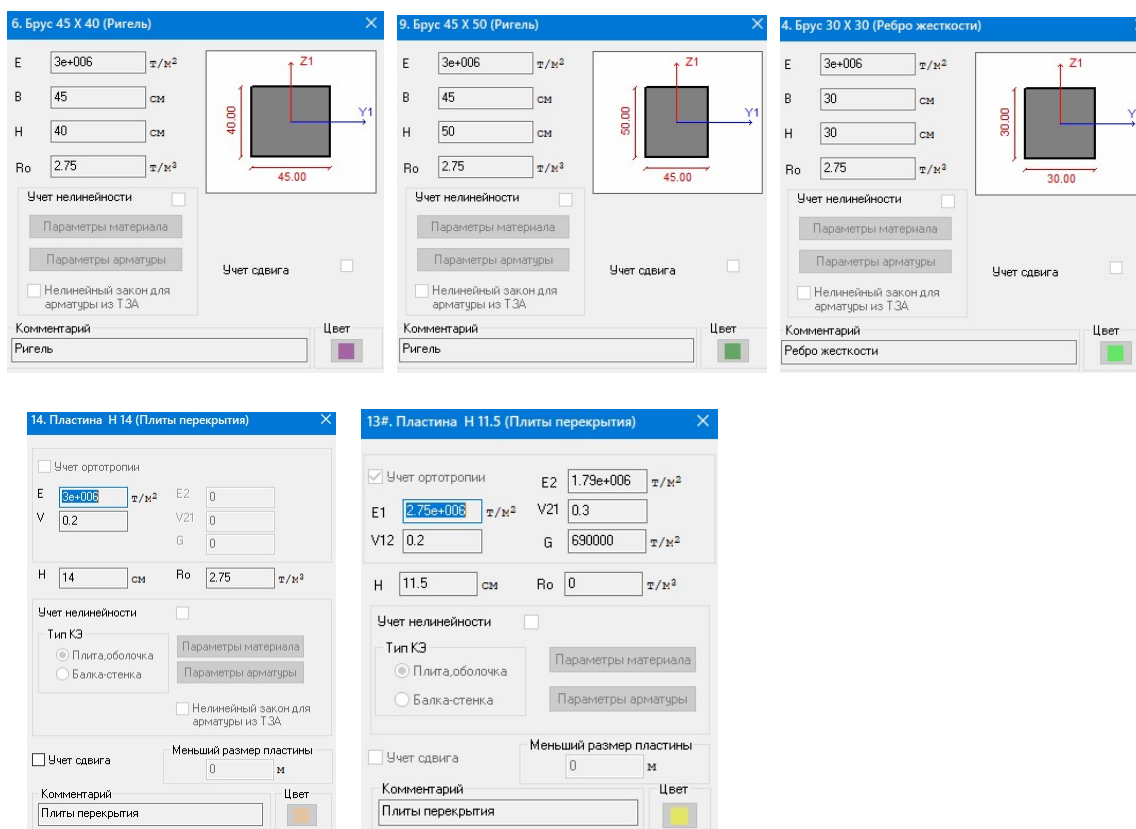 6. Брус 45 X 40 (Ригель)
E 3e+006 т/м²
B 45 см
H 40 см
Ro 2.75 т/м³
Z1
Y1
40.00
45.00
Учет нелинейности
Параметры материала
Параметры арматуры
Нелинейный закон для
арматуры из ТЗА
Учет сдвига
Комментарий
Цвет
Ригель
9. Брус 45 X 50 (Ригель)
E 3e+006 т/м²
B 45 см
H 50 см
Ro 2.75 т/м³
Z1
Y1
50.00
45.00
Учет нелинейности
Параметры материала
Параметры арматуры
Нелинейный закон для
арматуры из ТЗА
Учет сдвига
Комментарий
Цвет
Ригель
4. Брус 30 X 30 (Ребро жесткости)
E 3e+006 т/м²
B 30 см
H 30 см
Ro 2.75 т/м³
Z1
Y
30.00
30.00
Учет нелинейности
Параметры материала
Параметры арматуры
Нелинейный закон для
арматуры из ТЗА
Учет сдвига
Комментарий
Цвет
Ребро жесткости
14. Пластина H 14 (Плиты перекрытия)
Учет ортотропии
E 3e+006 т/м² E2 0
V 0.2 V21 0
G 0
H 14 см Ro 2.75 т/м³
Учет нелинейности
Тип КЭ
Плита,оболочка
Балка-стенка
Параметры материала
Параметры арматуры
Нелинейный закон для
арматуры из ТЗА
Учет сдвига
Меньший размер пластины
0 м
Комментарий
Цвет
Плиты перекрытия
13#. Пластина H 11.5 (Плиты перекрытия)
Учет ортотропии
E2 1.79e+006 т/м²
E1 2.75e+006 т/м² V21 0.3
V12 0.2 G 690000 т/м²
H 11.5 см Ro 0 т/м³
Учет нелинейности
Тип КЭ
Плита,оболочка
Балка-стенка
Параметры материала
Параметры арматуры
Учет сдвига
Меньший размер пластины
0 м
Комментарий
Цвет
Плиты перекрытия